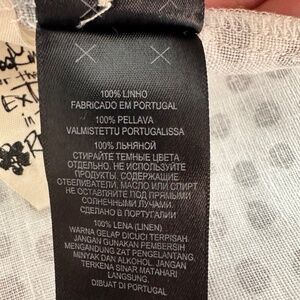 100% LINHO
FABRICADO EM PORTUGAL
100% PELLAVA
VALMISTETTU PORTUGALISSA
100% ЛЬНЯНОЙ
СТИРАЙТЕ ТЕМНЫЕ ЦВЕТА
ОТДЕЛЬНО. НЕ ИСПОЛЬЗУЙТЕ
ПРОДУКТЫ, СОДЕРЖАЩИЕ
ОТБЕЛИВАТЕЛИ, МАСЛО ИЛИ СПИРТ
НЕ ОСТАВЛЯЙТЕ ПОД ПРЯМЫМИ
СОЛНЕЧНЫМИ ЛУЧАМИ.
СДЕЛАНО В ПОРТУГАЛИИ
100% LENA (LINEN)
WARNA GELAP DICUCI TERPISAH.
JANGAN GUNAKAN PEMBERSIH
MENGANDUNG ZAT PENGELANTANG,
MINYAK DAN ALKOHOL. JANGAN
TERKENA SINAR MATAHARI
LANGSUNG.
DIBUAT DI PORTUGAL